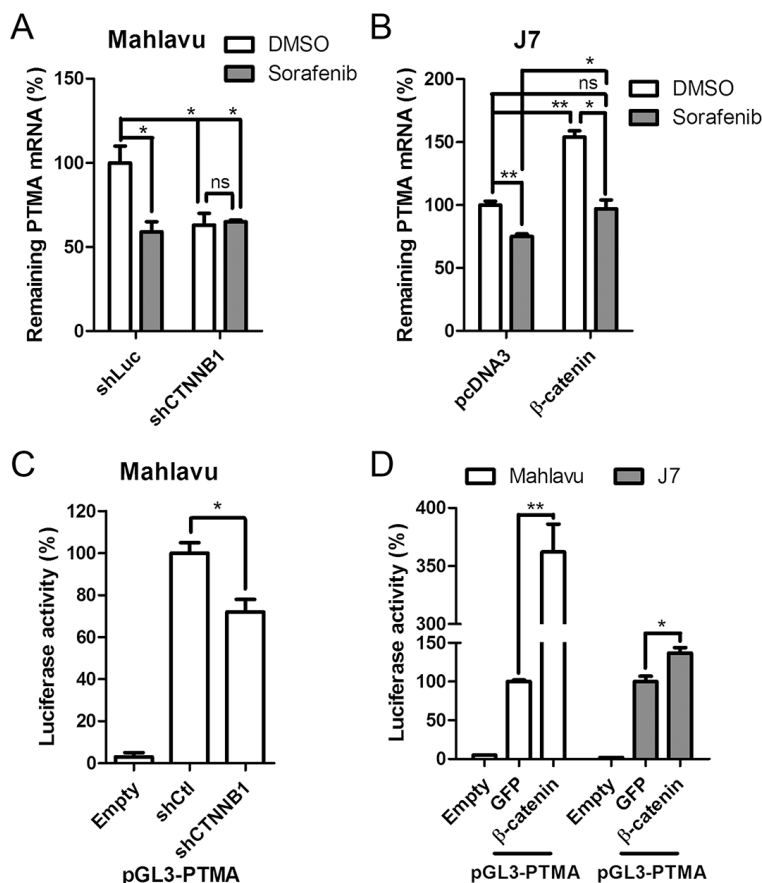 A
Mahlavu
DMSO
Sorafenib
Remaining PTMA mRNA (%)
150
100
50
0
*
*
*
ns
shLuc
shCTNNB1
B
J7
DMSO
Sorafenib
Remaining PTMA mRNA (%)
200
150
100
50
0
*
ns
**
*
**
pcDNA3
β-catenin
C
Mahlavu
Luciferase activity (%)
120
100
80
60
40
20
0
*
Empty
shCtl
shCTNNB1
pGL3-PTMA
D
Mahlavu
J7
Luciferase activity (%)
400
350
300
150
100
50
0
**
*
Empty
GFP
β-catenin
Empty
GFP
β-catenin
pGL3-PTMA
pGL3-PTMA